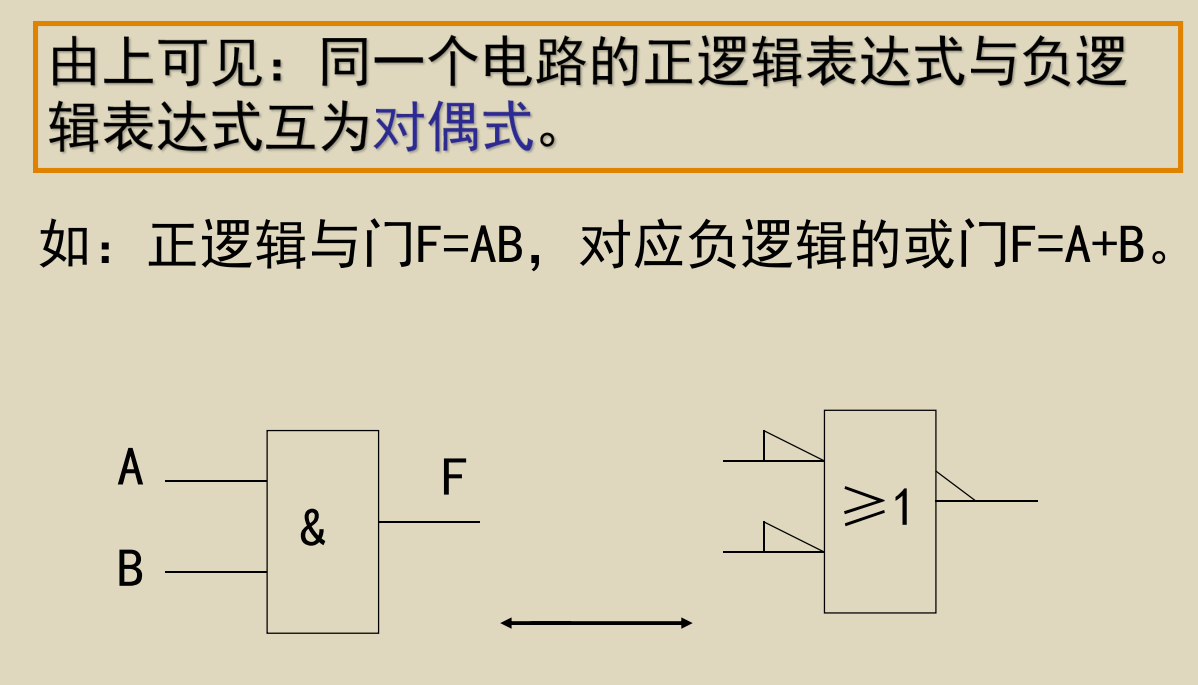 由上可见：同一个电路的正逻辑表达式与负逻
辑表达式互为对偶式。
如：正逻辑与门F=AB，对应负逻辑的或门F=A+B。
A
F
&
B
≥1